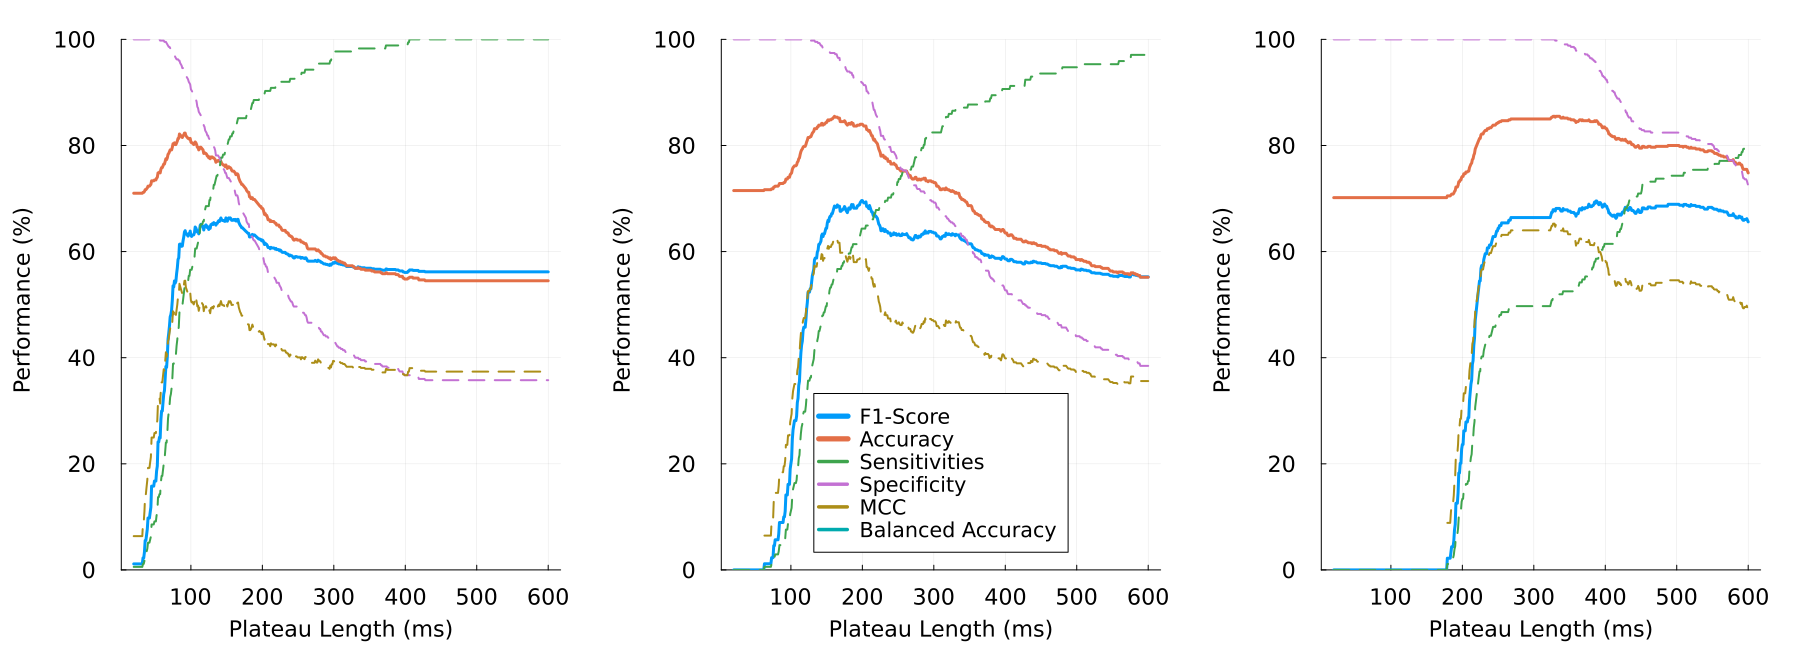 100
80
60
40
20
0
Performance (%)
100 200 300 400 500 600
Plateau Length (ms)
100
80
60
40
20
0
Performance (%)
F1-Score
Accuracy
Sensitivities
Specificity
MCC
Balanced Accuracy
100 200 300 400 500 600
Plateau Length (ms)
100
80
60
40
20
0
Performance (%)
100 200 300 400 500 600
Plateau Length (ms)